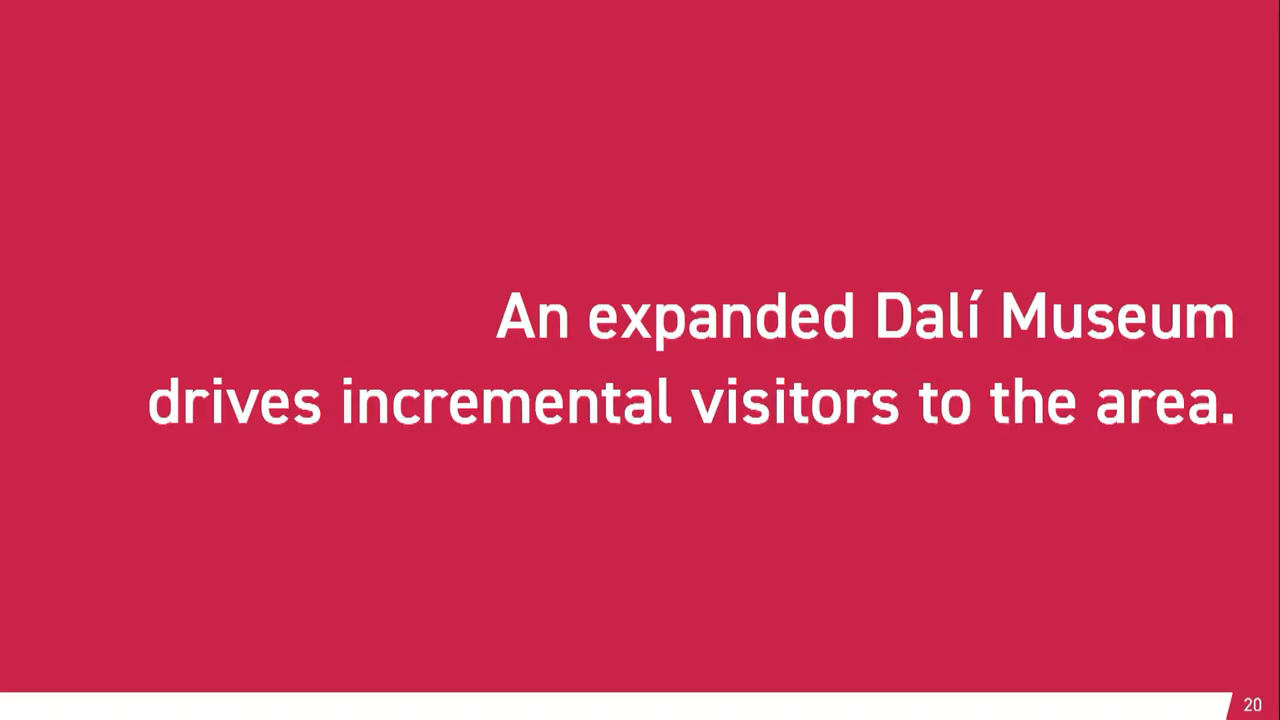 An expanded Dalí Museum
drives incremental visitors to the area.
20